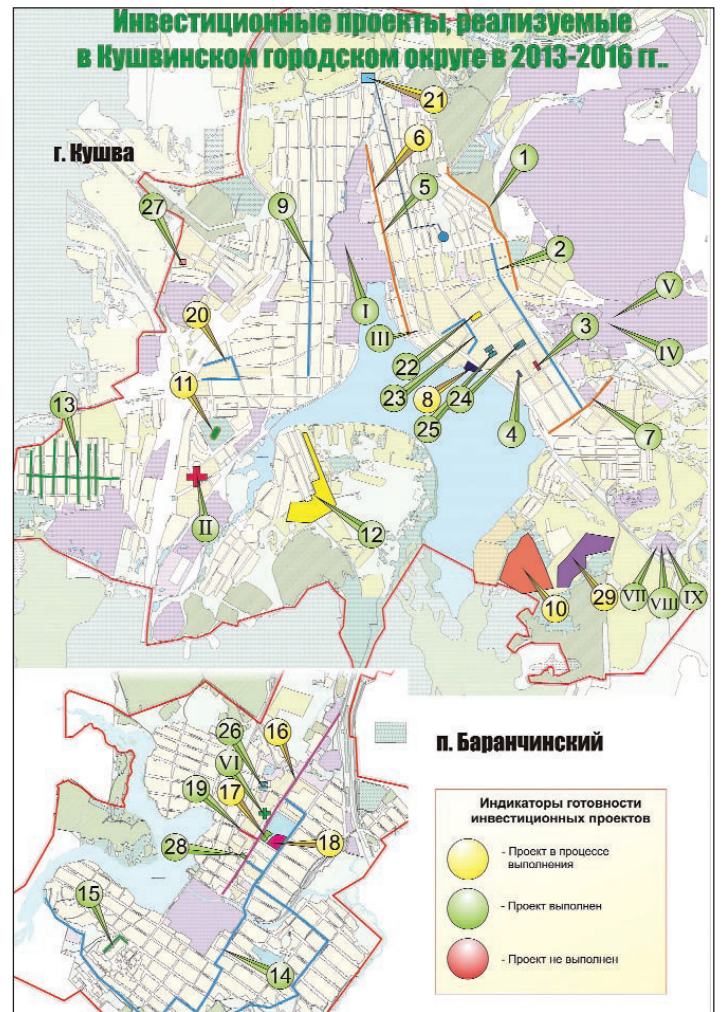 Инвестиционные проекты, реализуемые
в Кушвинском городском округе в 2013-2016 гг..
21
г. Кушва
6
1
5
9
27
2
I
V
III
3
IV
20
22
11
23
8
24
25
4
7
13
II
12
10
29
VII
VIII
IX
26
16
п. Баранчинский
VI
19
17
28
18
15
14
Индикаторы готовности
инвестиционных проектов
- Проект в процессе
выполнения
- Проект выполнен
- Проект не выполнен